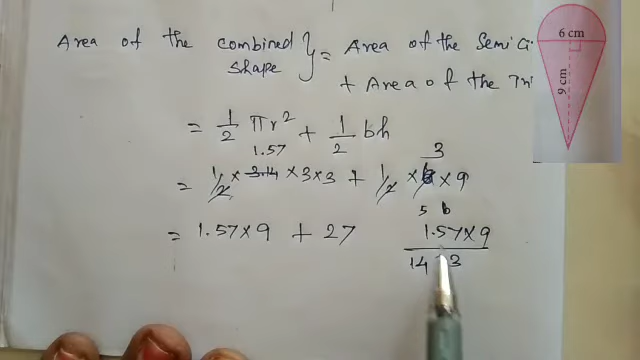 Area of the combined shape } = Area of the Semi Ci
+ Area of the Tri
= 1/2 πr² + 1/2 bh
1.57 3
= 1/2 × 3.14 × 3 × 3 + 1/2 × 6 × 9
= 1.57 × 9 + 27
5 6
1.57 × 9
14 3
6 cm
9 cm